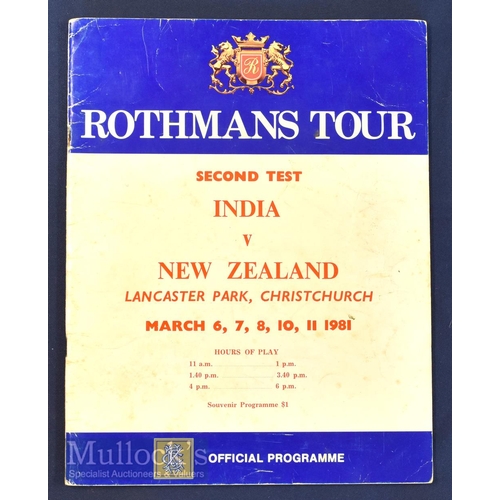 R
ROTHMANS TOUR
SECOND TEST
INDIA
V
NEW ZEALAND
LANCASTER PARK, CHRISTCHURCH
MARCH 6, 7, 8, 10, 11 1981
HOURS OF PLAY
11 a.m. 1 p.m.
1.40 p.m. 3.40 p.m.
4 p.m. 6 p.m.
Souvenir Programme $1
OFFICIAL PROGRAMME
Mullock's
Specialist Auctioneers & Valuers